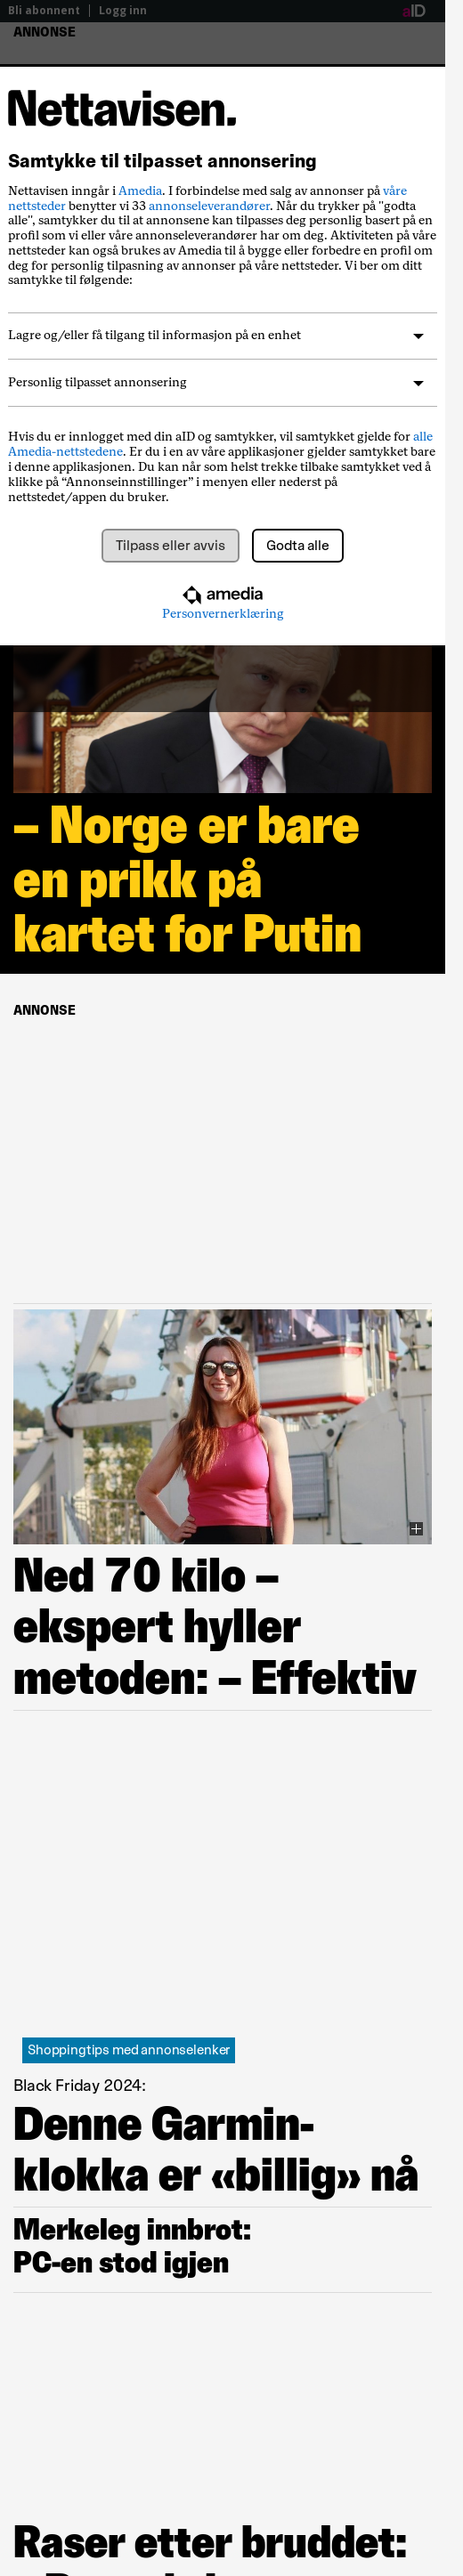 Bli abonnent | Logg inn aID
ANNONSE
Nettavisen.
Samtykke til tilpasset annonsering
Nettavisen inngår i Amedia. I forbindelse med salg av annonser på våre
nettsteder benytter vi 33 annonseleverandører. Når du trykker på "godta
alle", samtykker du til at annonsene kan tilpasses deg personlig basert på en
profil som vi eller våre annonseleverandører har om deg. Aktiviteten på våre
nettsteder kan også brukes av Amedia til å bygge eller forbedre en profil om
deg for personlig tilpasning av annonser på våre nettsteder. Vi ber om ditt
samtykke til følgende:
Lagre og/eller få tilgang til informasjon på en enhet
Personlig tilpasset annonsering
Hvis du er innlogget med din aID og samtykker, vil samtykket gjelde for alle
Amedia-nettstedene. Er du i en av våre applikasjoner gjelder samtykket bare
i denne applikasjonen. Du kan når som helst trekke tilbake samtykket ved å
klikke på “Annonseinnstillinger” i menyen eller nederst på
nettstedet/appen du bruker.
Tilpass eller avvis Godta alle
amedia
Personvernerklæring
– Norge er bare
en prikk på
kartet for Putin
ANNONSE
Ned 70 kilo –
ekspert hyller
metoden: – Effektiv
Shoppingtips med annonselenker
Black Friday 2024:
Denne Garmin-
klokka er «billig» nå
Merkeleg innbrot:
PC-en stod igjen
Raser etter bruddet: